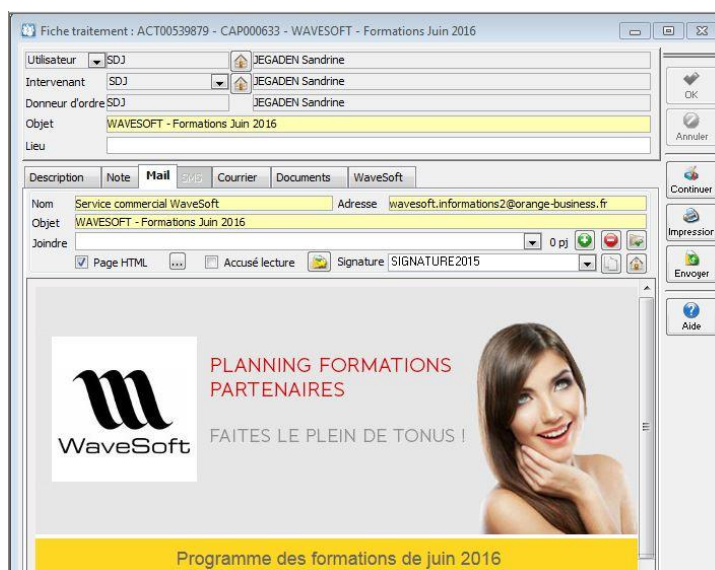 Fiche traitement : ACT00539879 - CAP000633 - WAVESOFT - Formations Juin 2016
Utilisateur SDJ JEGADEN Sandrine
Intervenant SDJ JEGADEN Sandrine
Donneur d'ordre SDJ JEGADEN Sandrine
Objet WAVESOFT - Formations Juin 2016
Lieu
OK
Annuler
Continuer
Impression
Envoyer
Aide
Description Note Mail SMS Courrier Documents WaveSoft
Nom Service commercial WaveSoft Adresse wavesoft.informations2@orange-business.fr
Objet WAVESOFT - Formations Juin 2016
Joindre 0 pj
Page HTML ... Accusé lecture Signature SIGNATURE2015
PLANNING FORMATIONS
PARTENAIRES
FAITES LE PLEIN DE TONUS !
WaveSoft
Programme des formations de juin 2016